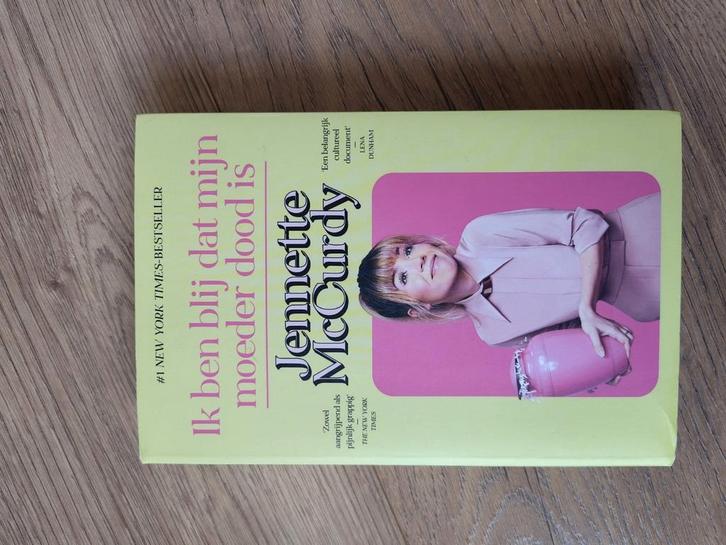 #1 NEW YORK TIMES-BESTSELLER
Ik ben blij dat mijn
moeder dood is
Jennette
McCurdy
'Zowel
aangrijpend als
pijnlijk grappig'
—
THE NEW YORK
TIMES
'Een belangrijk
cultureel
document'
—
LENA
DUNHAM